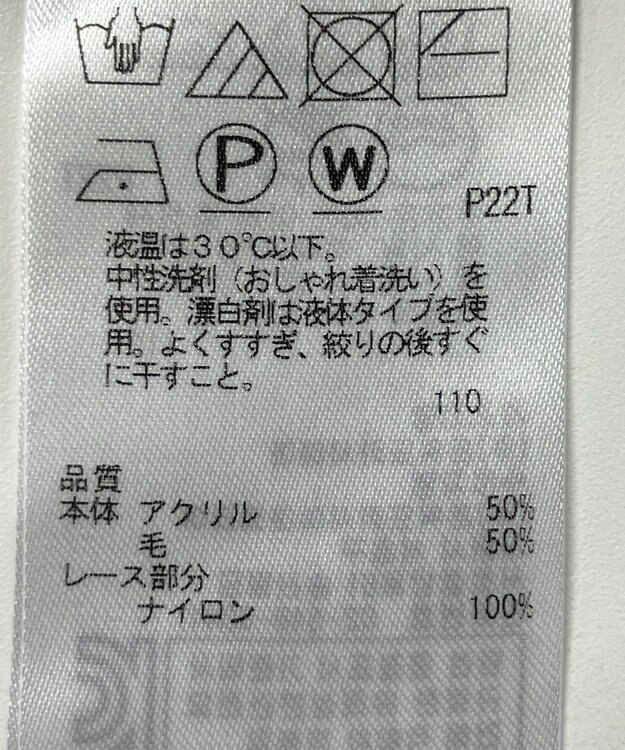 P W
P22T
液温は30℃以下。
中性洗剤（おしゃれ着洗い）を
使用。漂白剤は液体タイプを使
用。よくすすぎ、絞りの後すぐ
に干すこと。
110
品質
本体 アクリル 50%
毛 50%
レース部分
ナイロン 100%